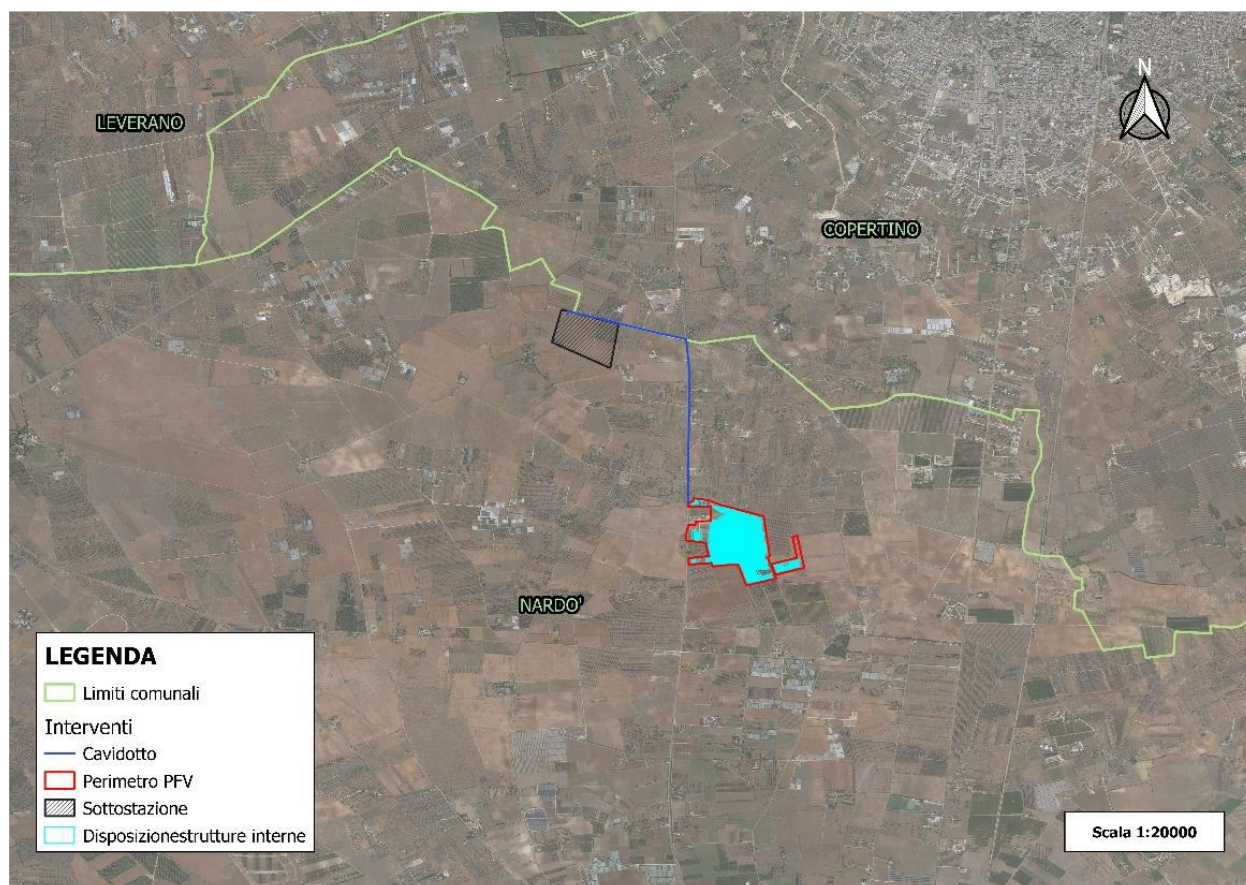 N
LEVERANO
COPERTINO
NARDO'
LEGENDA
Limiti comunali
Interventi
Cavidotto
Perimetro PFV
Sottostazione
Disposizionestrutture interne
Scala 1:20000